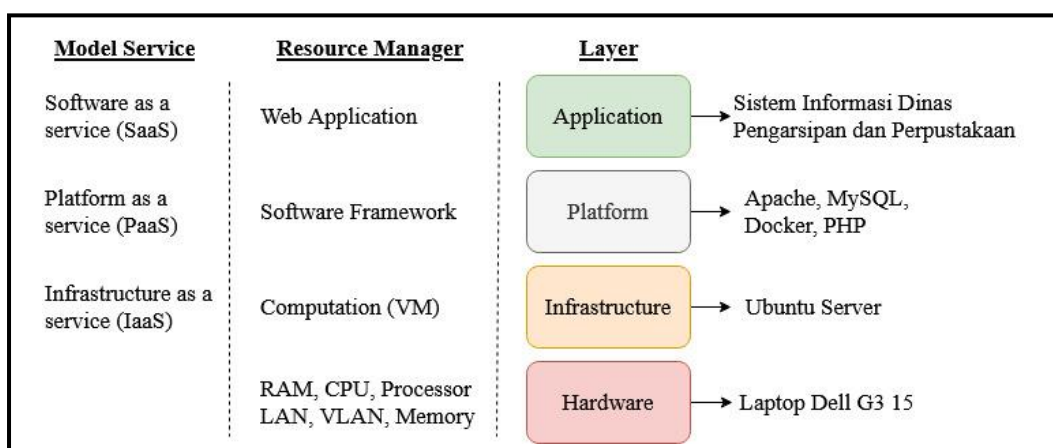 Model Service
Resource Manager
Layer
Software as a
service (SaaS)
Web Application
Application
Sistem Informasi Dinas
Pengarsipan dan Perpustakaan
Platform as a
service (PaaS)
Software Framework
Platform
Apache, MySQL,
Docker, PHP
Infrastructure as a
service (IaaS)
Computation (VM)
Infrastructure
Ubuntu Server
RAM, CPU, Processor
LAN, VLAN, Memory
Hardware
Laptop Dell G3 15